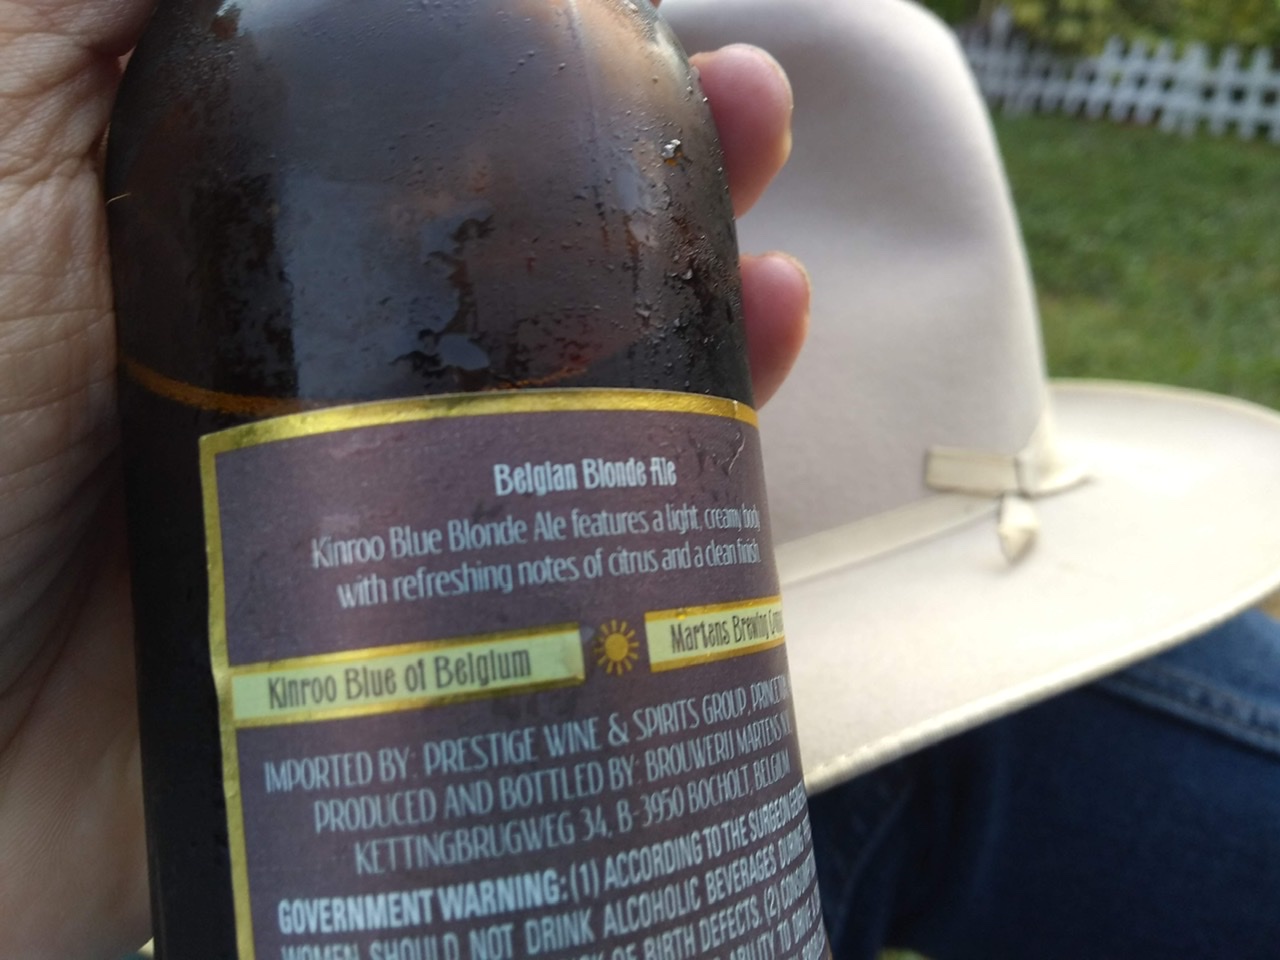 Belgian Blonde Ale
Kinroo Blue Blonde Ale features a light, creamy body
with refreshing notes of citrus and a clean finish.
Kinroo Blue of Belgium
Martens Brewing
IMPORTED BY: PRESTIGE WINE & SPIRITS GROUP,
PRODUCED AND BOTTLED BY: BROUWERIJ MARTENS N.V.
KETTINGBRUGWEG 34, B-3950 BOCHOLT, BELGIUM
GOVERNMENT WARNING: (1) ACCORDING TO THE SURGEON
WOMEN SHOULD NOT DRINK ALCOHOLIC BEVERAGES DURING
OF BIRTH DEFECTS. (2)
ABILITY TO